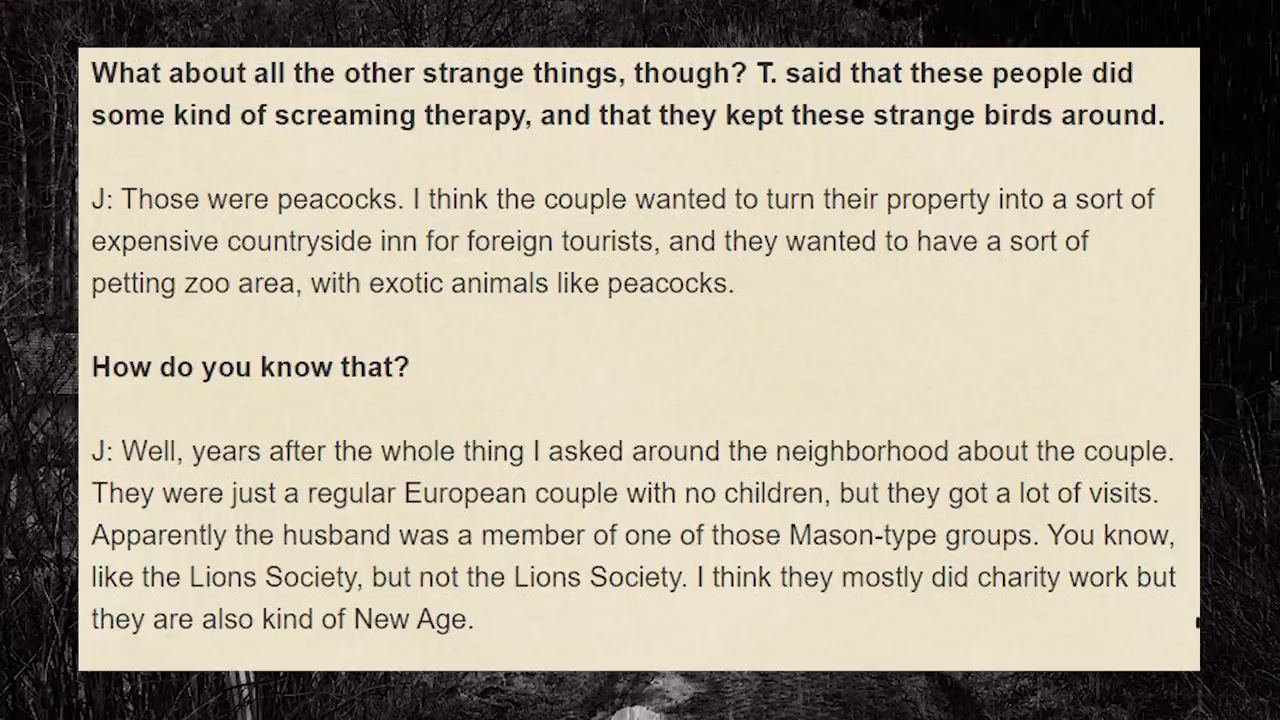 What about all the other strange things, though? T. said that these people did
some kind of screaming therapy, and that they kept these strange birds around.
J: Those were peacocks. I think the couple wanted to turn their property into a sort of
expensive countryside inn for foreign tourists, and they wanted to have a sort of
petting zoo area, with exotic animals like peacocks.
How do you know that?
J: Well, years after the whole thing I asked around the neighborhood about the couple.
They were just a regular European couple with no children, but they got a lot of visits.
Apparently the husband was a member of one of those Mason-type groups. You know,
like the Lions Society, but not the Lions Society. I think they mostly did charity work but
they are also kind of New Age.